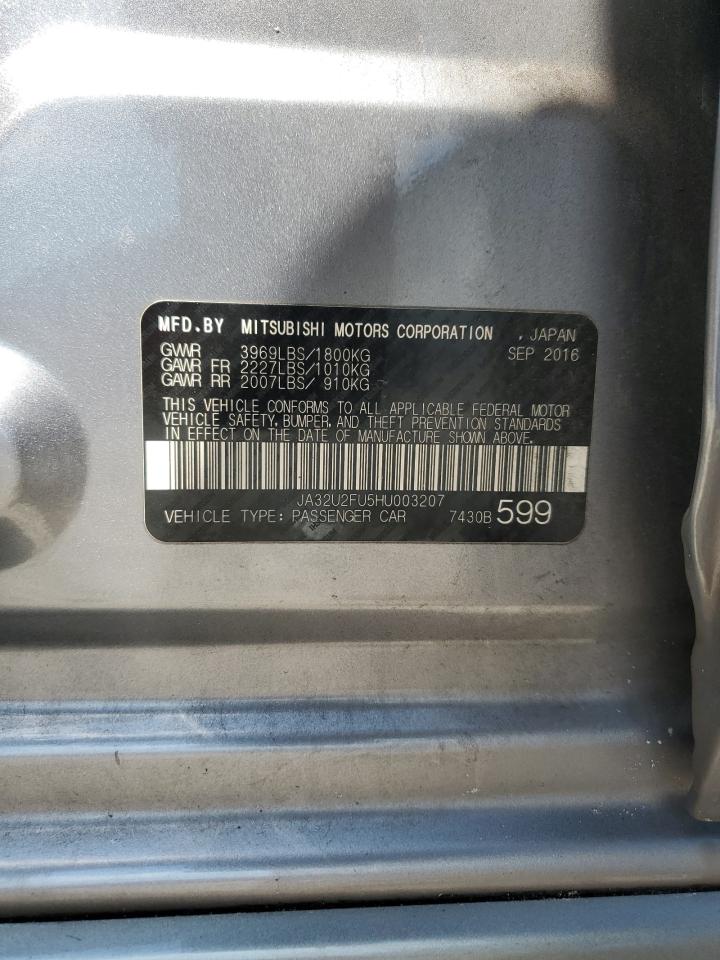 MFD.BY MITSUBISHI MOTORS CORPORATION , JAPAN
GVWR 3969LBS/1800KG SEP 2016
GAWR FR 2227LBS/1010KG
GAWR RR 2007LBS/ 910KG
THIS VEHICLE CONFORMS TO ALL APPLICABLE FEDERAL MOTOR
VEHICLE SAFETY, BUMPER, AND THEFT PREVENTION STANDARDS
IN EFFECT ON THE DATE OF MANUFACTURE SHOWN ABOVE.
JA32U2FU5HU003207
VEHICLE TYPE: PASSENGER CAR 7430B 599